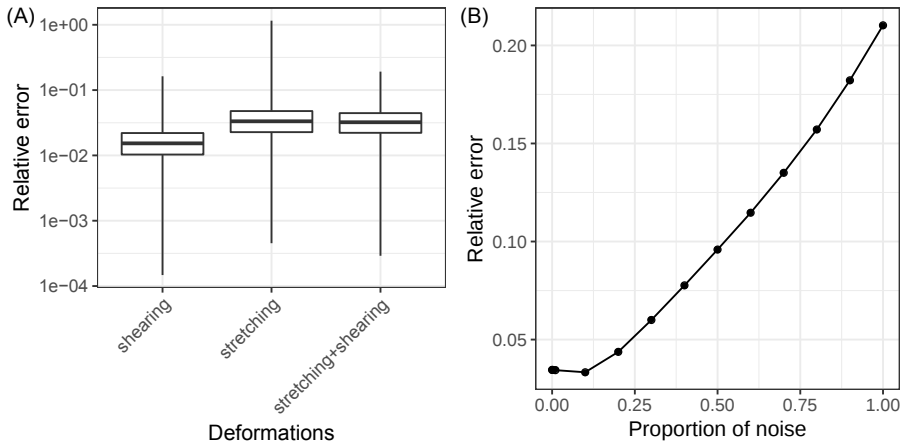 (A)
Relative error
1e+00
1e−01
1e−02
1e−03
1e−04
shearing
stretching
stretching+shearing
Deformations
(B)
Relative error
0.20
0.15
0.10
0.05
0.00 0.25 0.50 0.75 1.00
Proportion of noise